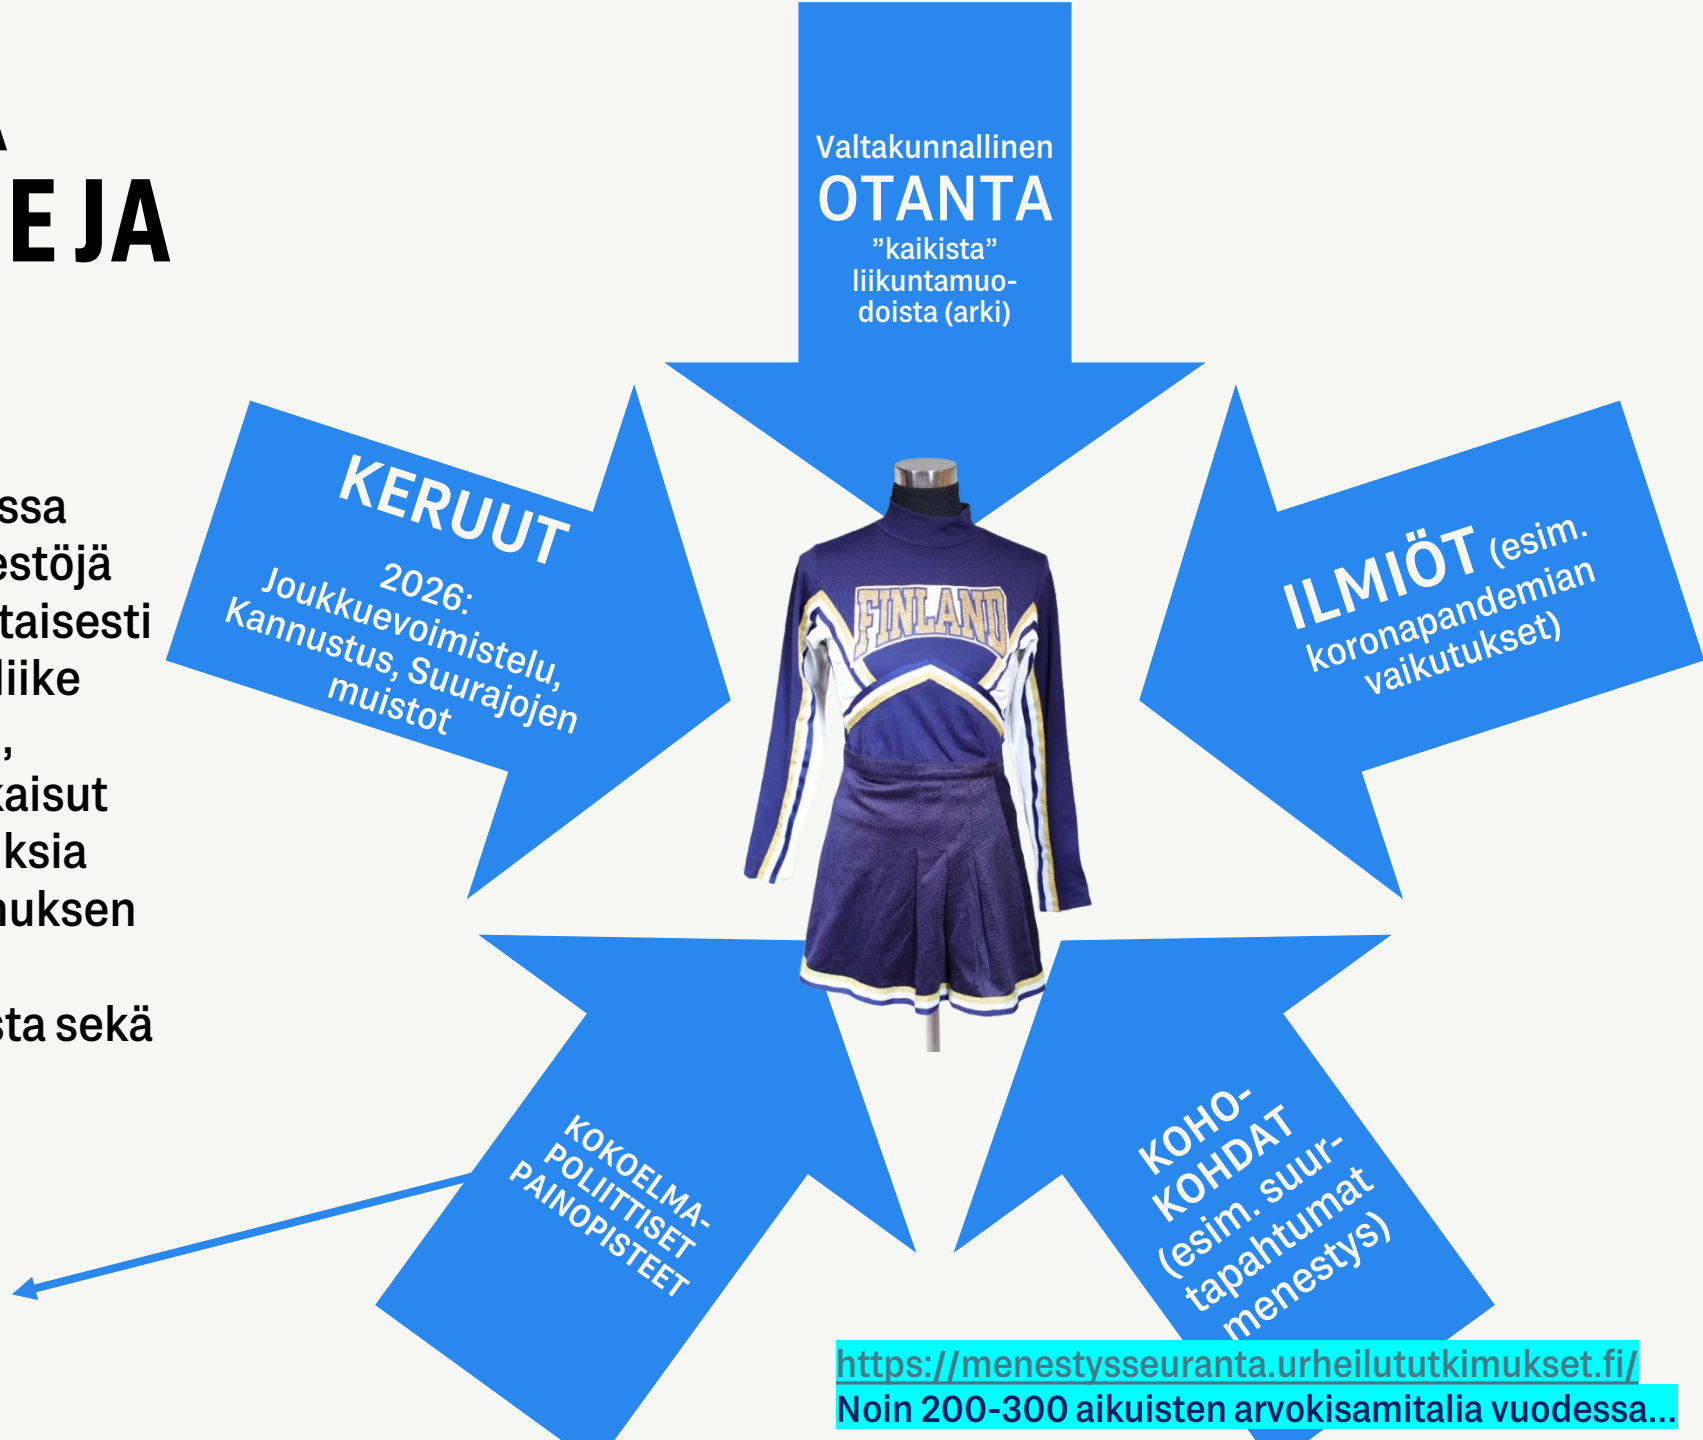 E JA
ssa
estöjä
taisesti
liike
,
kaisut
ksia
nuksen
sta sekä
Valtakunnallinen
OTANTA
”kaikista”
liikuntamuo-
doista (arki)
KERUUT
2026:
Joukkuevoimistelu,
Kannustus, Suurajojen
muistot
FINLAND
ILMIÖT (esim.
koronapandemian
vaikutukset)
KOKOELMA-
POLIITTISET
PAINOPISTEET
KOHO-
KOHDAT
(esim. suur-
tapahtumat
menestys)
https://menestysseuranta.urheilututkimukset.fi/
Noin 200-300 aikuisten arvokisamitalia vuodessa...